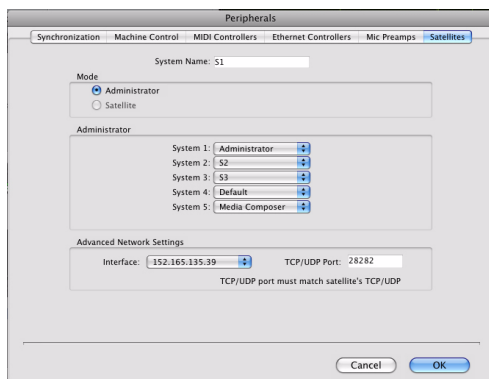 Peripherals
Synchronization Machine Control MIDI Controllers Ethernet Controllers Mic Preamps Satellites
System Name: S1
Mode
Administrator
Satellite
Administrator
System 1: Administrator
System 2: S2
System 3: S3
System 4: Default
System 5: Media Composer
Advanced Network Settings
Interface: 152.165.135.39 TCP/UDP Port: 28282
TCP/UDP port must match satellite's TCP/UDP
Cancel OK